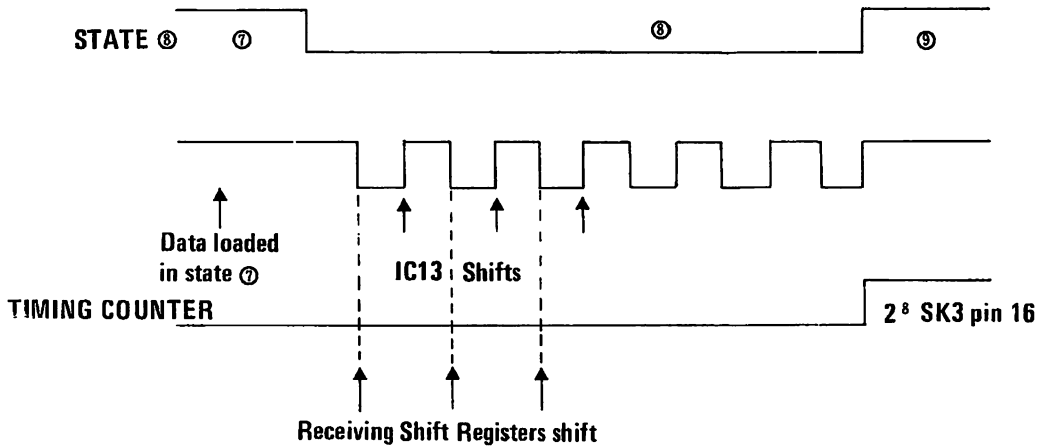 STATE ⑧ ⑦ ⑧ ⑨
Data loaded
in state ⑦
IC13 Shifts
TIMING COUNTER
2⁸ SK3 pin 16
Receiving Shift Registers shift